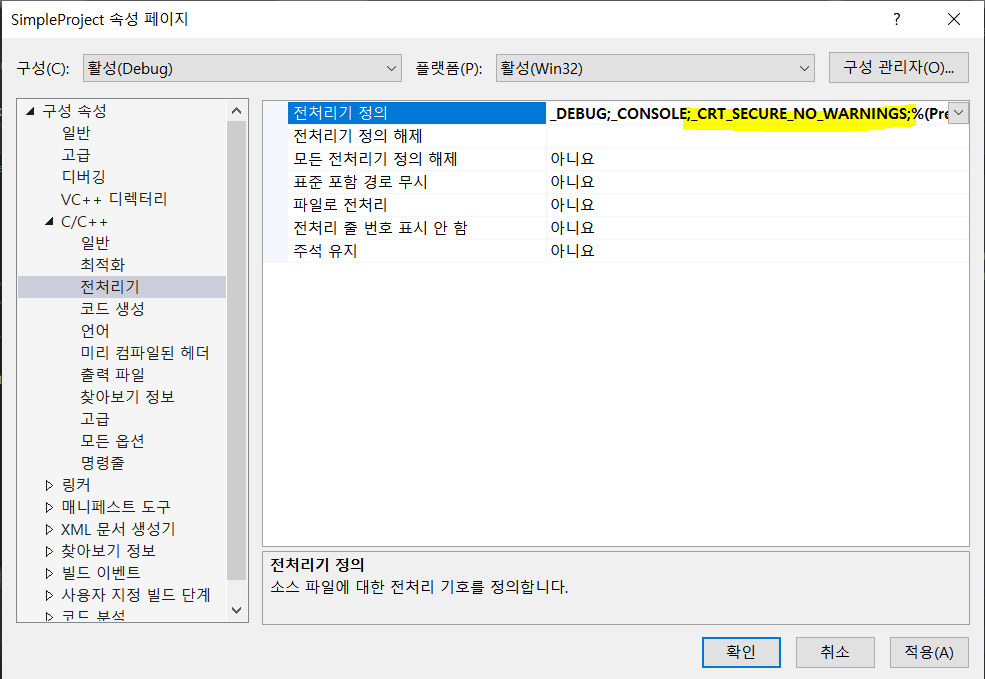 SimpleProject 속성 페이지 ? ×
구성(C): 활성(Debug) 플랫폼(P): 활성(Win32) 구성 관리자(O)...
구성 속성
일반
고급
디버깅
VC++ 디렉터리
C/C++
일반
최적화
전처리기
코드 생성
언어
미리 컴파일된 헤더
출력 파일
찾아보기 정보
고급
모든 옵션
명령줄
링커
매니페스트 도구
XML 문서 생성기
찾아보기 정보
빌드 이벤트
사용자 지정 빌드 단계
코드 분석
전처리기 정의 _DEBUG;_CONSOLE;_CRT_SECURE_NO_WARNINGS;%(Pre
전처리기 정의 해제
모든 전처리기 정의 해제 아니요
표준 포함 경로 무시 아니요
파일로 전처리 아니요
전처리 줄 번호 표시 안 함 아니요
주석 유지 아니요
전처리기 정의
소스 파일에 대한 전처리 기호를 정의합니다.
확인 취소 적용(A)